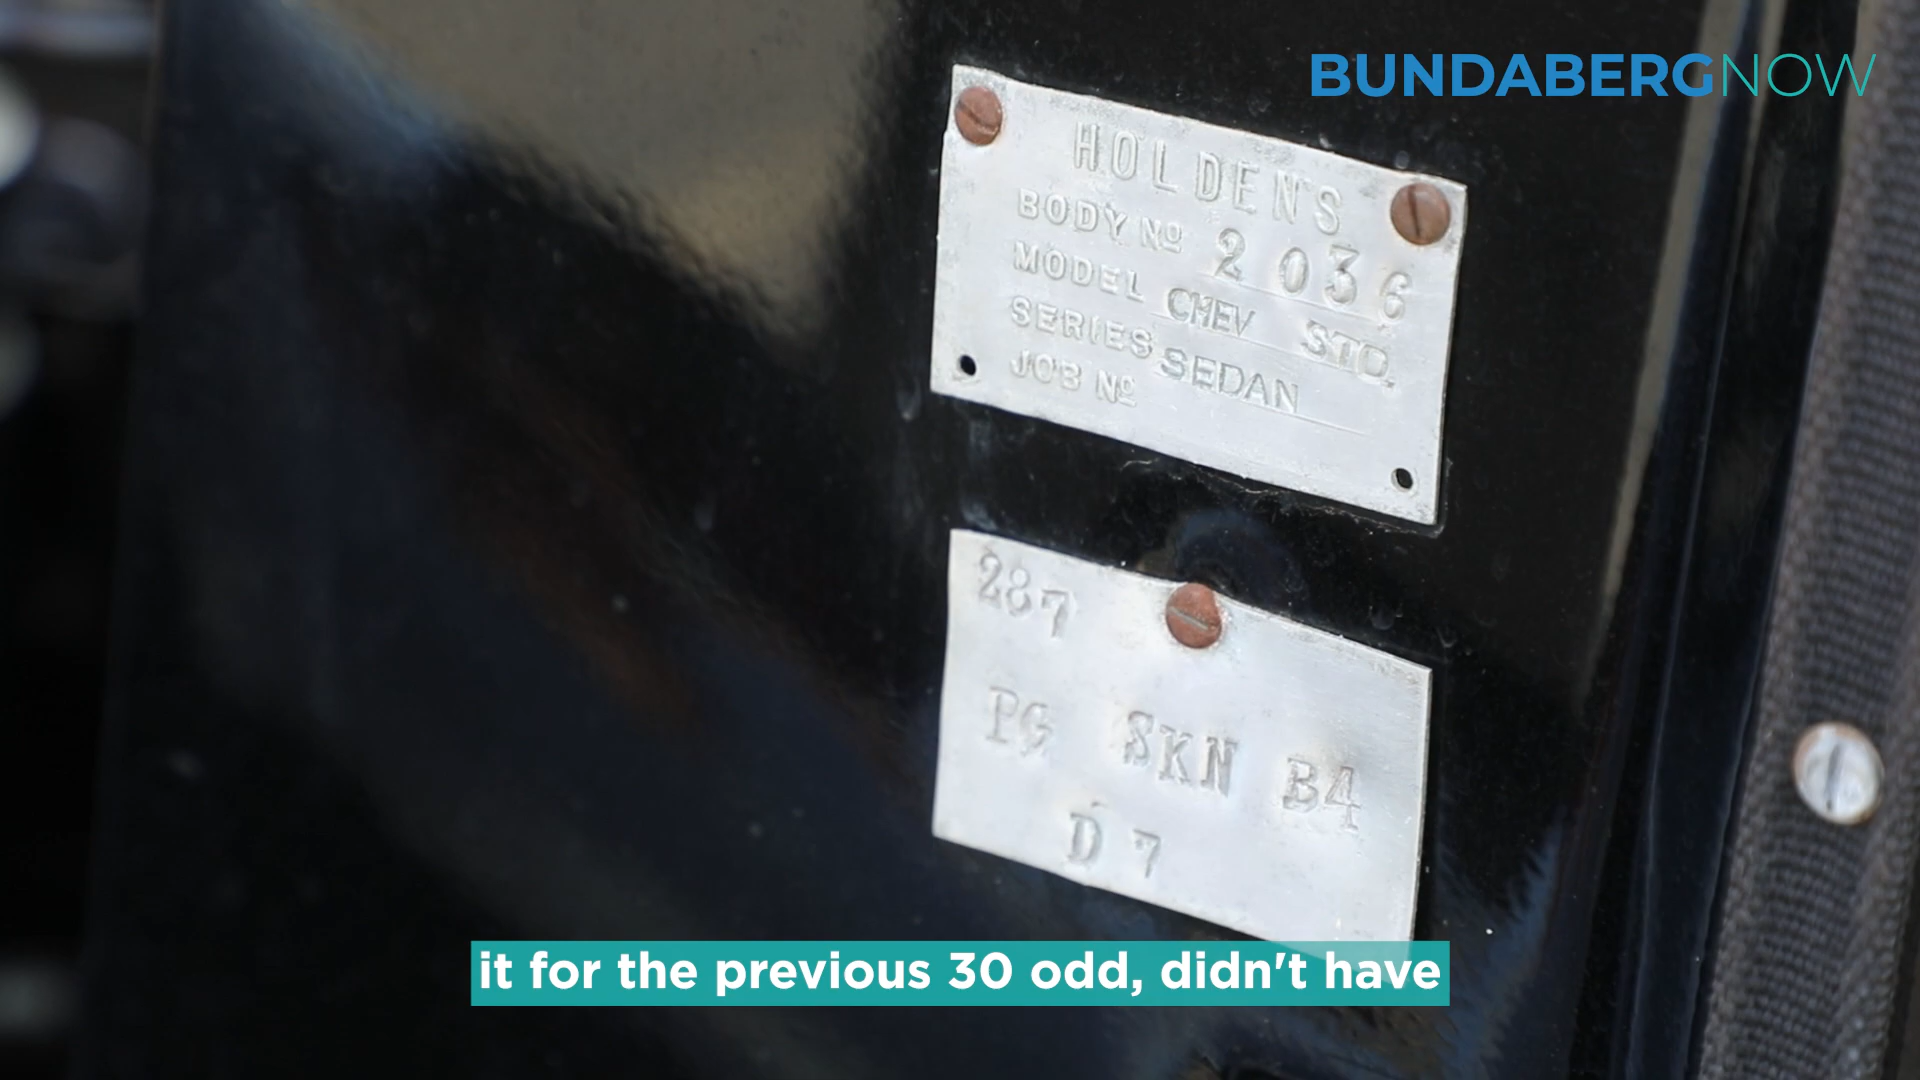 BUNDABERGNOW
HOLDEN'S
BODY Nº 2036
MODEL CHEV STD.
SERIES SEDAN
JOB Nº
287
PG SKN B4
D 7
it for the previous 30 odd, didn't have